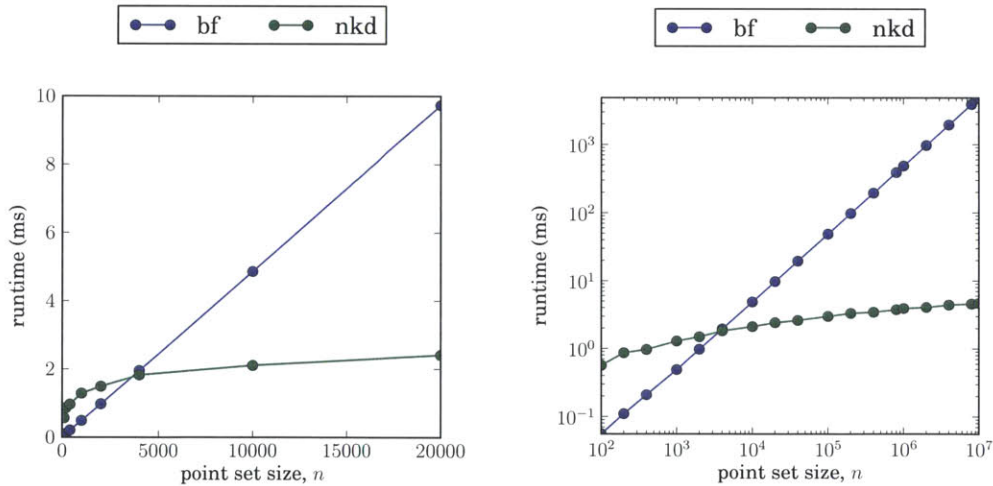 bf nkd
10
8
6
4
2
0
runtime (ms)
0 5000 10000 15000 20000
point set size, n
bf nkd
10³
10²
10¹
10⁰
10⁻¹
runtime (ms)
10² 10³ 10⁴ 10⁵ 10⁶ 10⁷
point set size, n